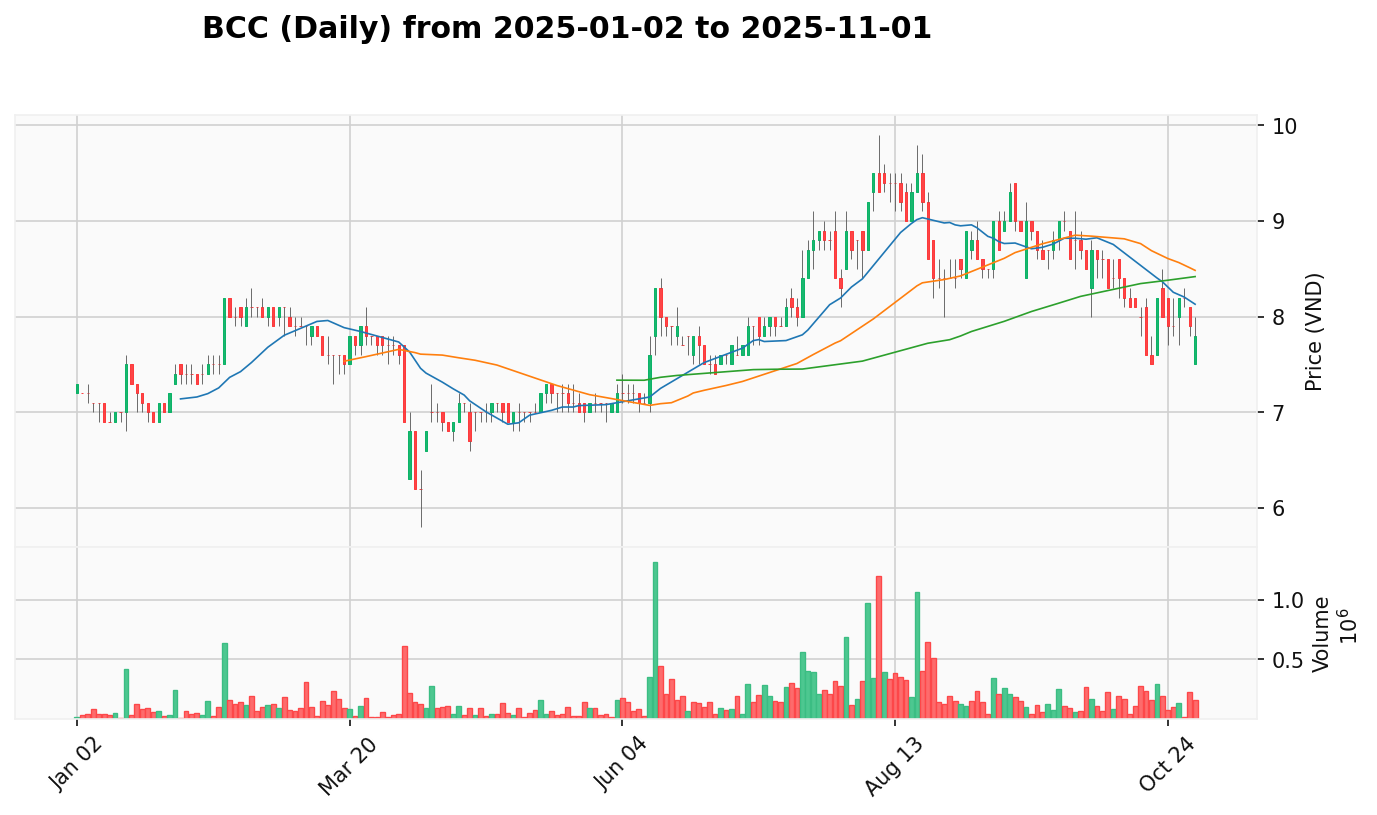 BCC (Daily) from 2025-01-02 to 2025-11-01
10
9
8
7
6
Price (VND)
1.0
0.5
Volume
10⁶
Jan 02
Mar 20
Jun 04
Aug 13
Oct 24